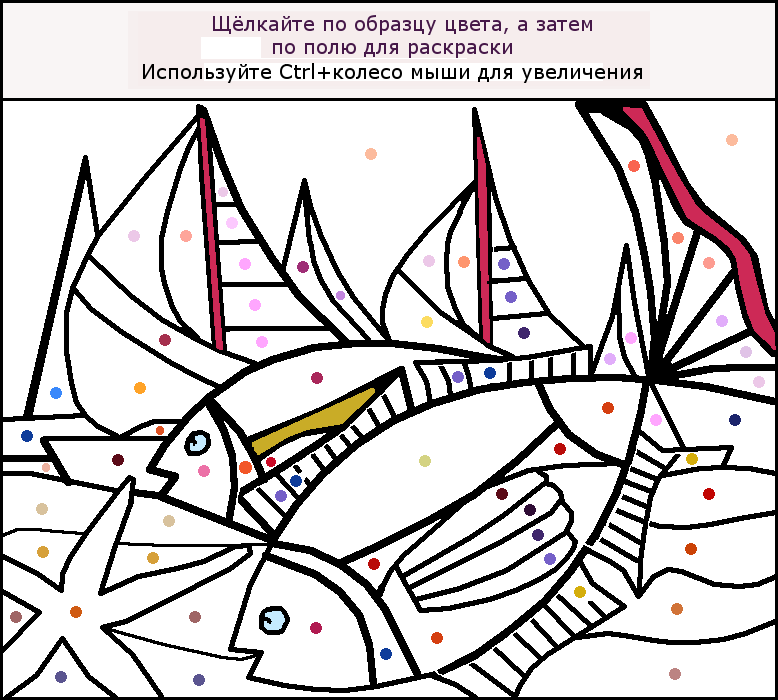 Щёлкайте по образцу цвета, а затем
по полю для раскраски
Используйте Ctrl+колесо мыши для увеличения